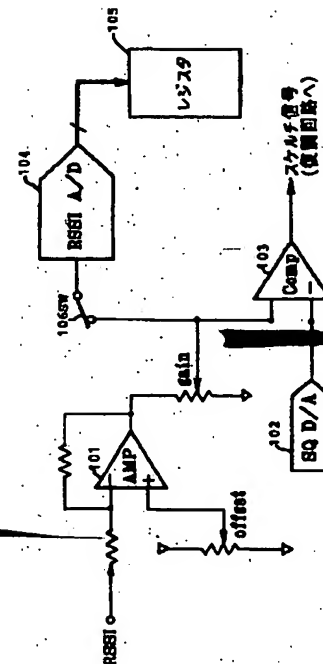 105
レジスタ
104
RSSI A/D
106SW
gain
101
AMP
−
+
RSSI
offset
103
Comp
−
スケルチ信号
(復調回路へ)
102
SQ D/A